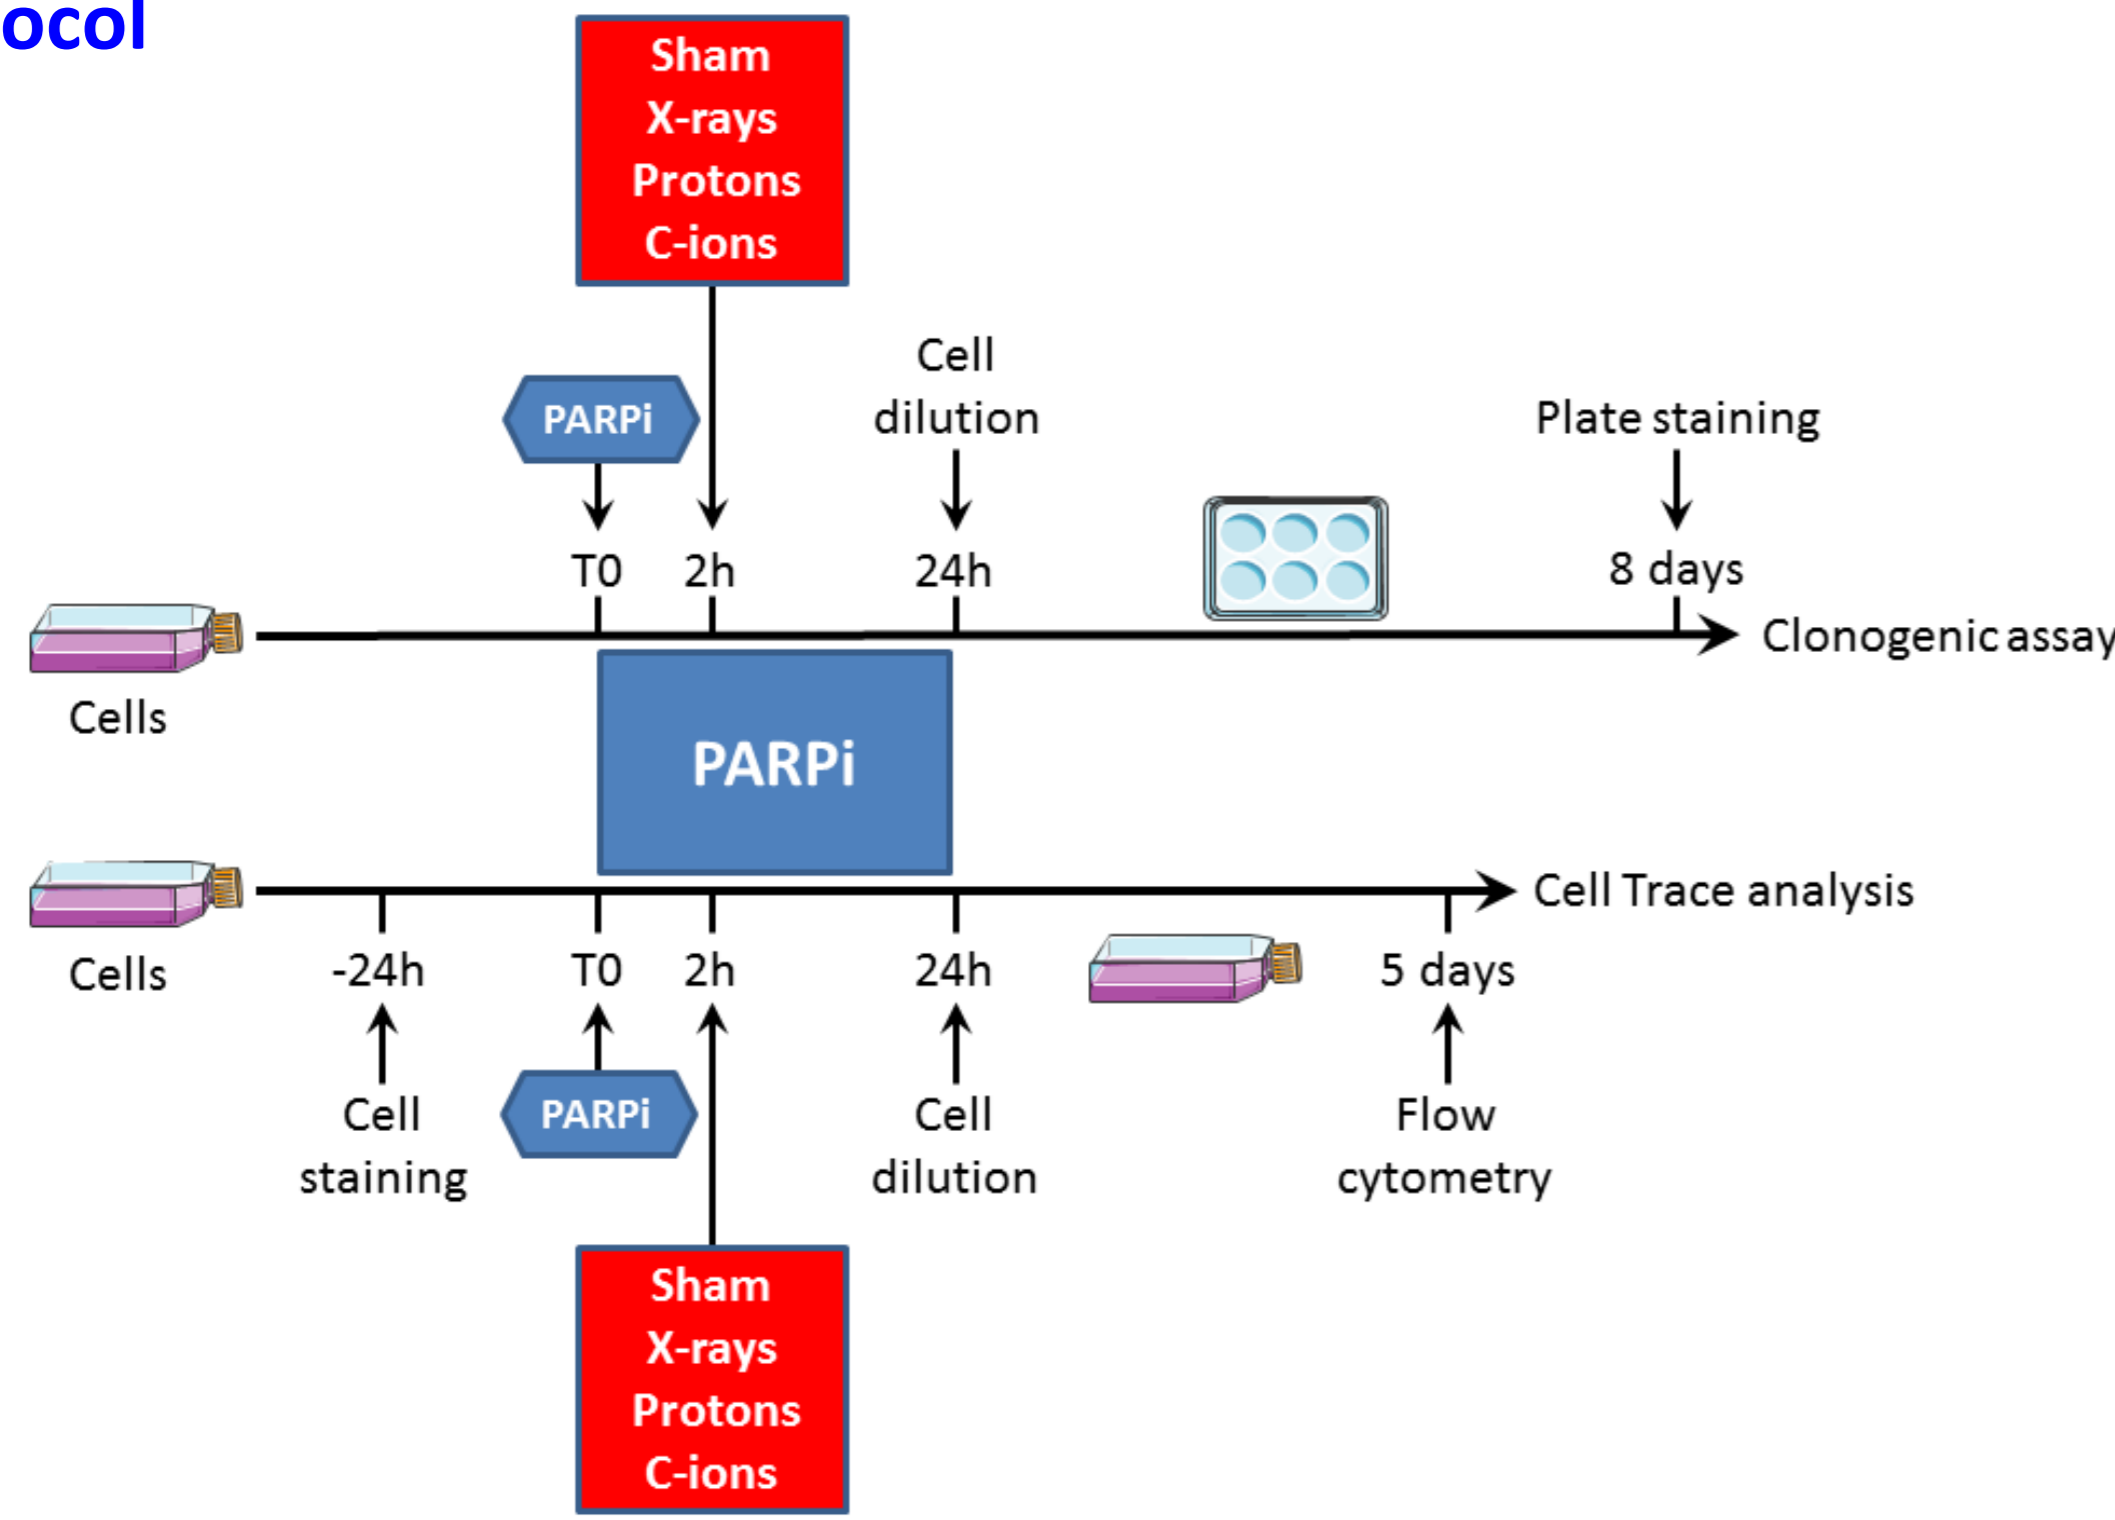 ocol
Sham
X-rays
Protons
C-ions
PARPi
Cell
dilution
Plate staining
T0
2h
24h
8 days
Clonogenic assay
Cells
PARPi
Cell Trace analysis
Cells
-24h
T0
2h
24h
5 days
Cell
staining
PARPi
Cell
dilution
Flow
cytometry
Sham
X-rays
Protons
C-ions